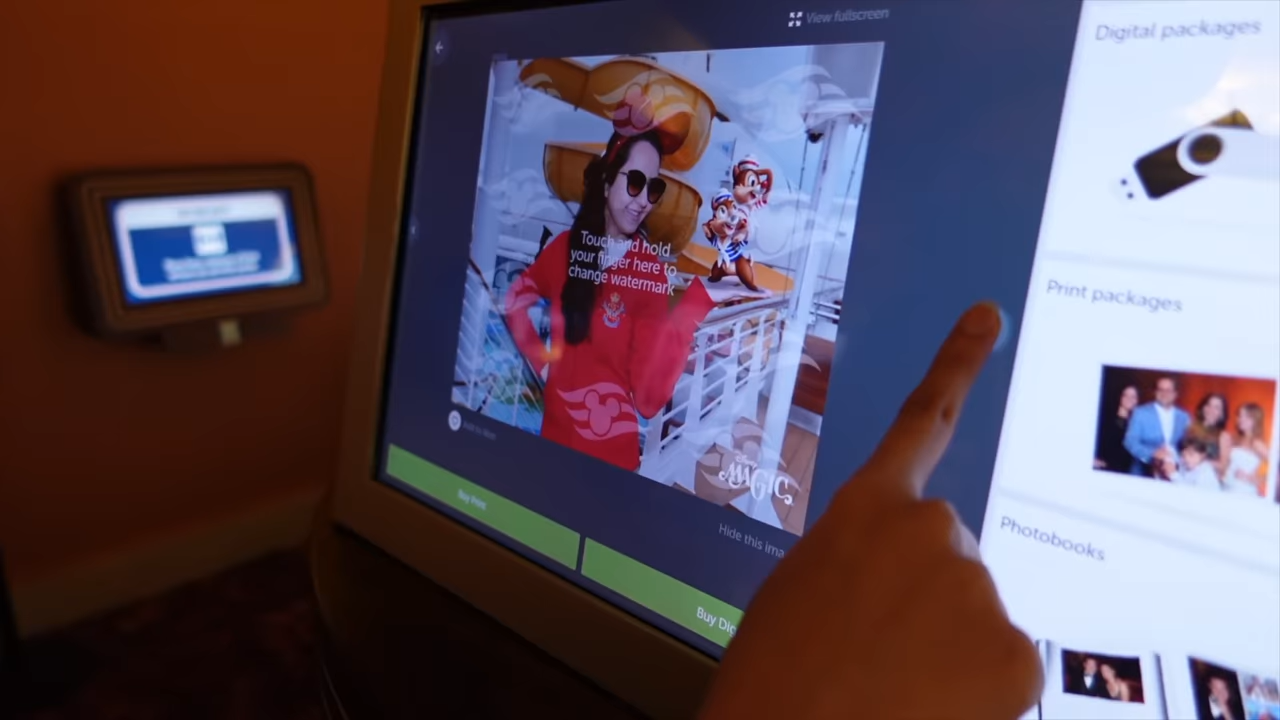 View fullscreen
Digital packages
Touch and hold
your finger here to
change watermark
Print packages
Disney
MAGIC
Buy Print
Hide this ima
Photobooks
Buy Dig